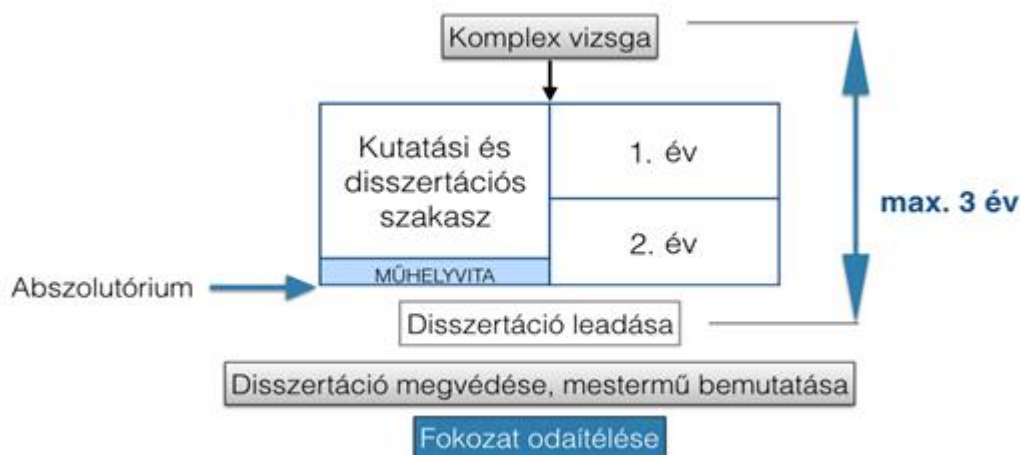 Komplex vizsga
Kutatási és
disszertációs
szakasz
1. év
2. év
max. 3 év
MŰHELYVITA
Abszolutórium
Disszertáció leadása
Disszertáció megvédése, mestermű bemutatása
Fokozat odaítélése